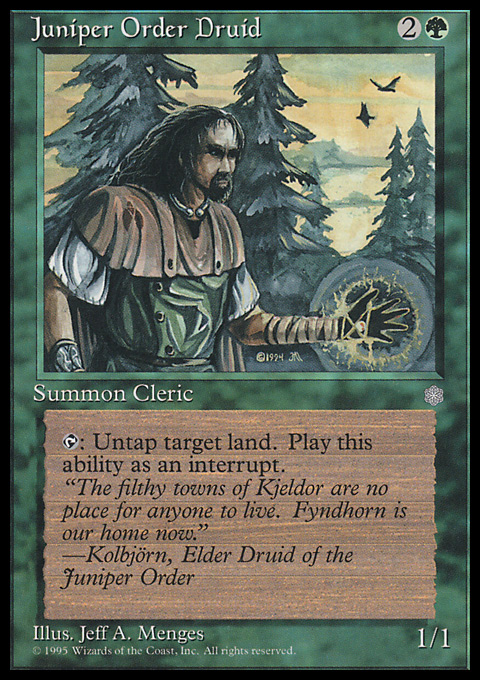 Juniper Order Druid
2
©1994 JAM
Summon Cleric
: Untap target land. Play this
ability as an interrupt.
“The filthy towns of Kjeldor are no
place for anyone to live. Fyndhorn is
our home now.”
—Kolbjörn, Elder Druid of the
Juniper Order
Illus. Jeff A. Menges
1/1
© 1995 Wizards of the Coast, Inc. All rights reserved.